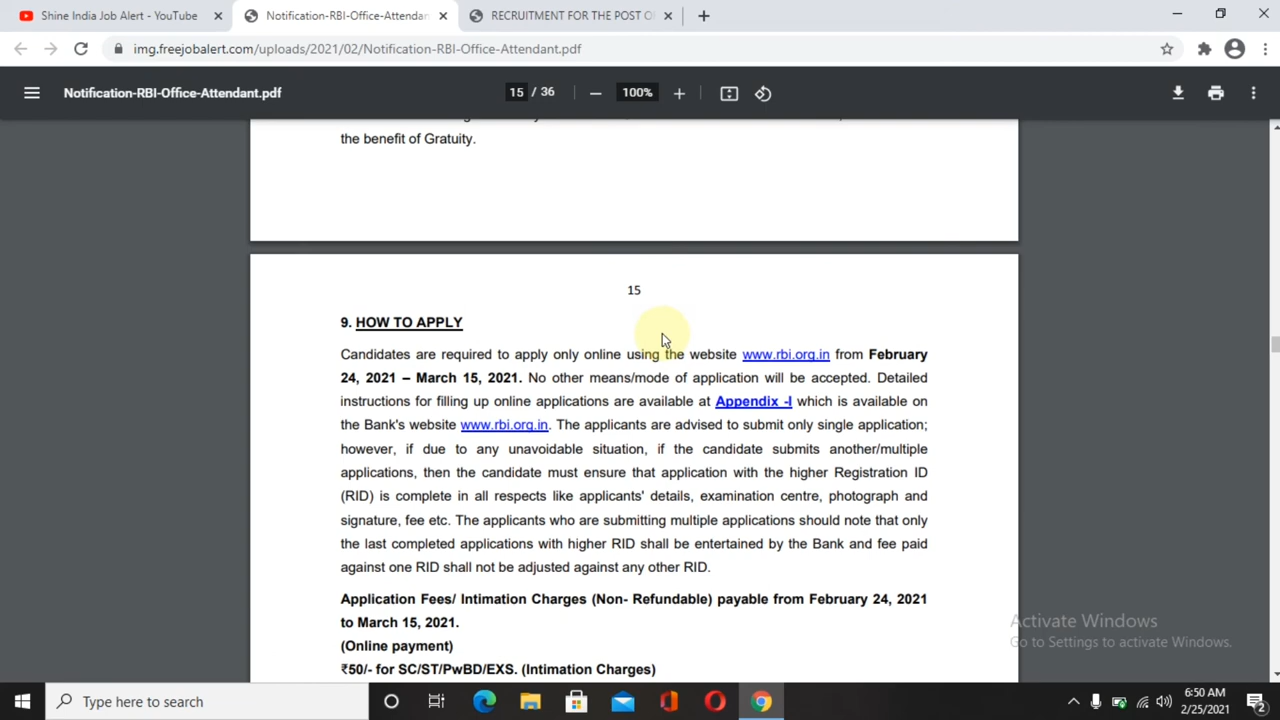 Shine India Job Alert - YouTube
Notification-RBI-Office-Attendan
RECRUITMENT FOR THE POST O
img.freejobalert.com/uploads/2021/02/Notification-RBI-Office-Attendant.pdf
Notification-RBI-Office-Attendant.pdf
15 / 36
100%
the benefit of Gratuity.
15
9. HOW TO APPLY
Candidates are required to apply only online using the website www.rbi.org.in from February
24, 2021 – March 15, 2021. No other means/mode of application will be accepted. Detailed
instructions for filling up online applications are available at Appendix -I which is available on
the Bank's website www.rbi.org.in. The applicants are advised to submit only single application;
however, if due to any unavoidable situation, if the candidate submits another/multiple
applications, then the candidate must ensure that application with the higher Registration ID
(RID) is complete in all respects like applicants' details, examination centre, photograph and
signature, fee etc. The applicants who are submitting multiple applications should note that only
the last completed applications with higher RID shall be entertained by the Bank and fee paid
against one RID shall not be adjusted against any other RID.
Application Fees/ Intimation Charges (Non- Refundable) payable from February 24, 2021
to March 15, 2021.
(Online payment)
₹50/- for SC/ST/PwBD/EXS. (Intimation Charges)
Activate Windows
Go to Settings to activate Windows.
Type here to search
6:50 AM
2/25/2021
2